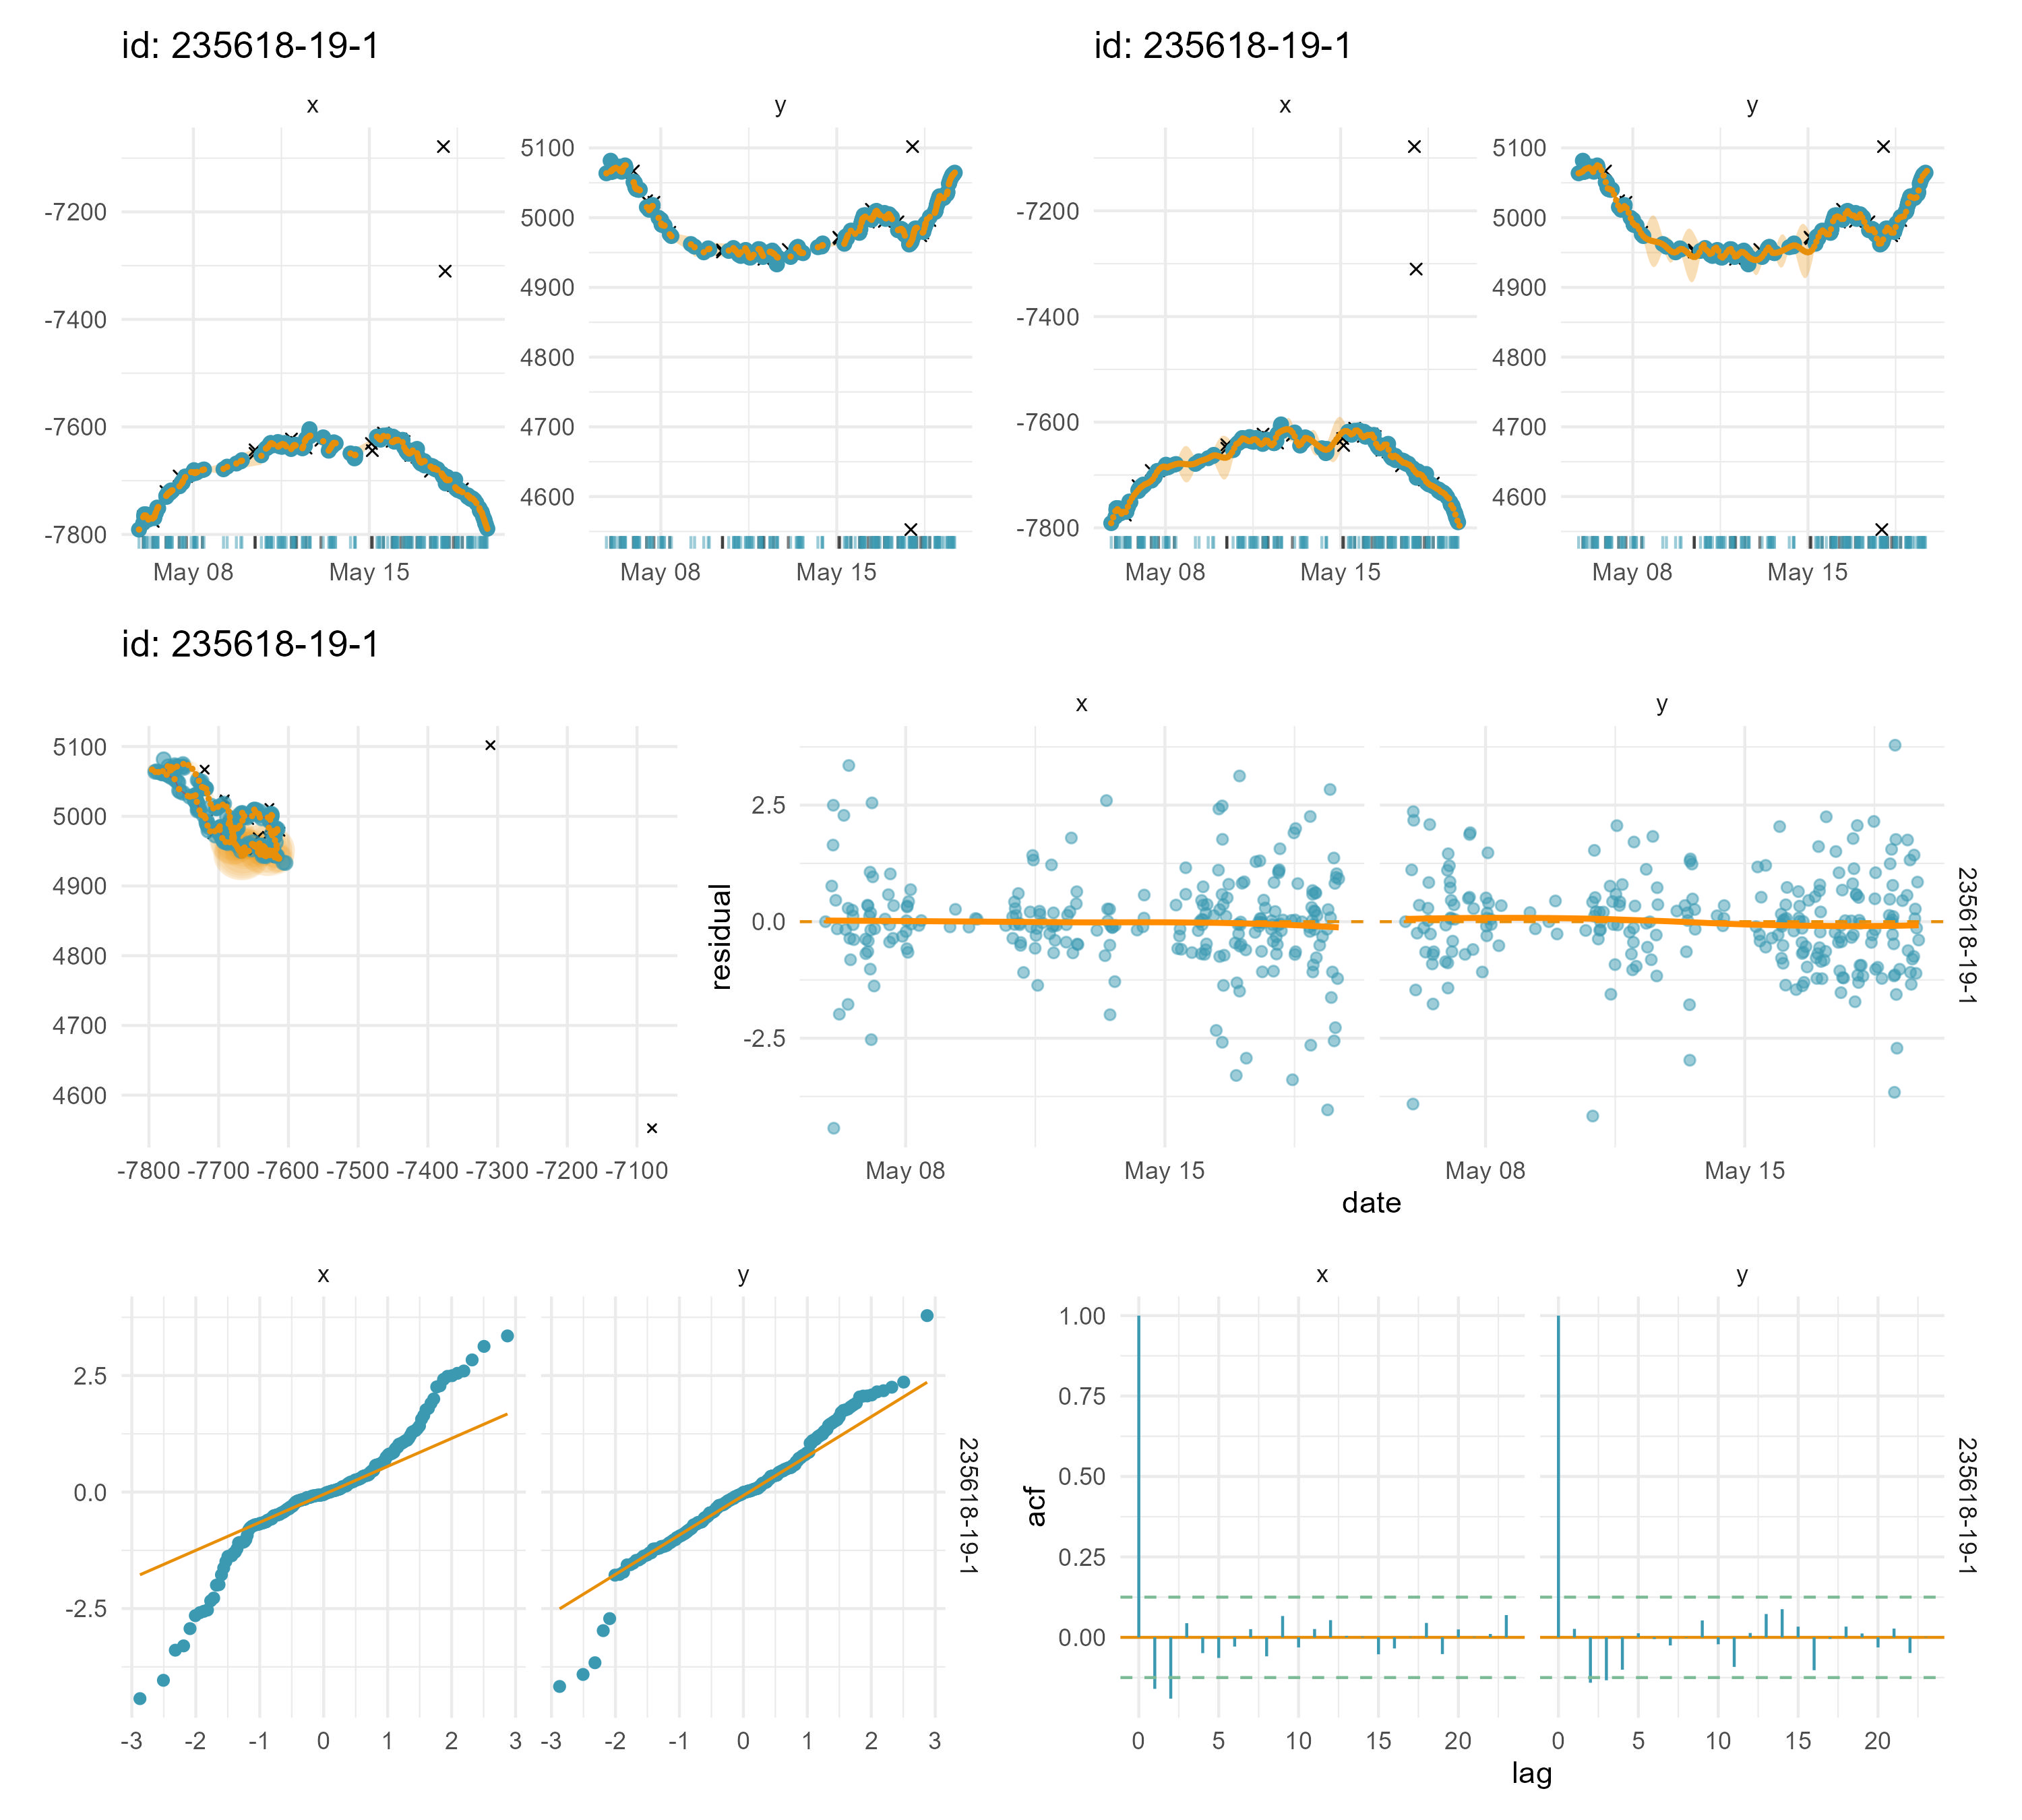 id: 235618-19-1
id: 235618-19-1
x
y
x
y
-7200
-7400
-7600
-7800
5100
5000
4900
4800
4700
4600
-7200
-7400
-7600
-7800
5100
5000
4900
4800
4700
4600
May 08
May 15
May 08
May 15
May 08
May 15
May 08
May 15
id: 235618-19-1
5100
5000
4900
4800
4700
4600
-7800 -7700 -7600 -7500 -7400 -7300 -7200 -7100
x
y
residual
2.5
0.0
-2.5
235618-19-1
May 08
May 15
May 08
May 15
date
x
y
2.5
0.0
-2.5
235618-19-1
-3 -2 -1 0 1 2 3
-3 -2 -1 0 1 2 3
x
y
acf
1.00
0.75
0.50
0.25
0.00
235618-19-1
0 5 10 15 20
0 5 10 15 20
lag